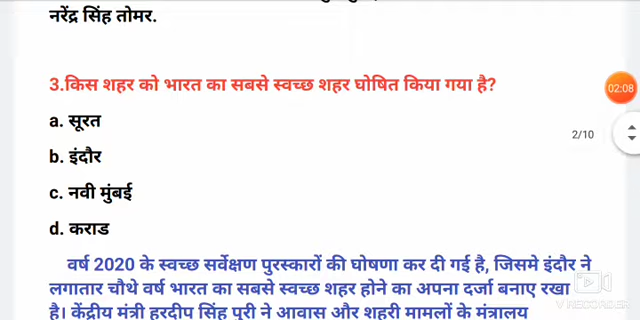 नरेंद्र सिंह तोमर.
3.किस शहर को भारत का सबसे स्वच्छ शहर घोषित किया गया है?
02:08
a. सूरत
2/10
b. इंदौर
c. नवी मुंबई
d. कराड
वर्ष 2020 के स्वच्छ सर्वेक्षण पुरस्कारों की घोषणा कर दी गई है, जिसमे इंदौर ने
लगातार चौथे वर्ष भारत का सबसे स्वच्छ शहर होने का अपना दर्जा बनाए रखा
है। केंद्रीय मंत्री हरदीप सिंह पुरी ने आवास और शहरी मामलों के मंत्रालय